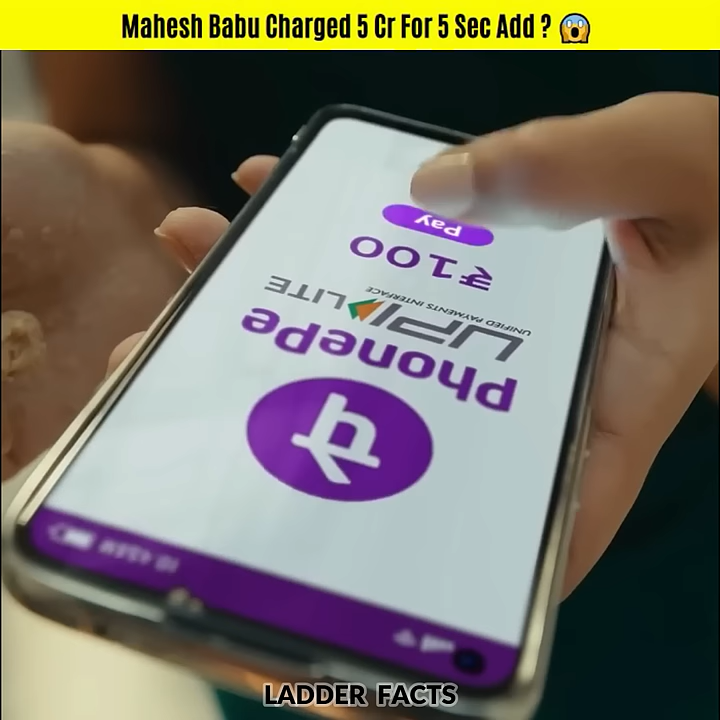 Mahesh Babu Charged 5 Cr For 5 Sec Add ? 😱
Pay
₹100
UPI LITE
UNIFIED PAYMENTS INTERFACE
PhonePe
LADDER FACTS